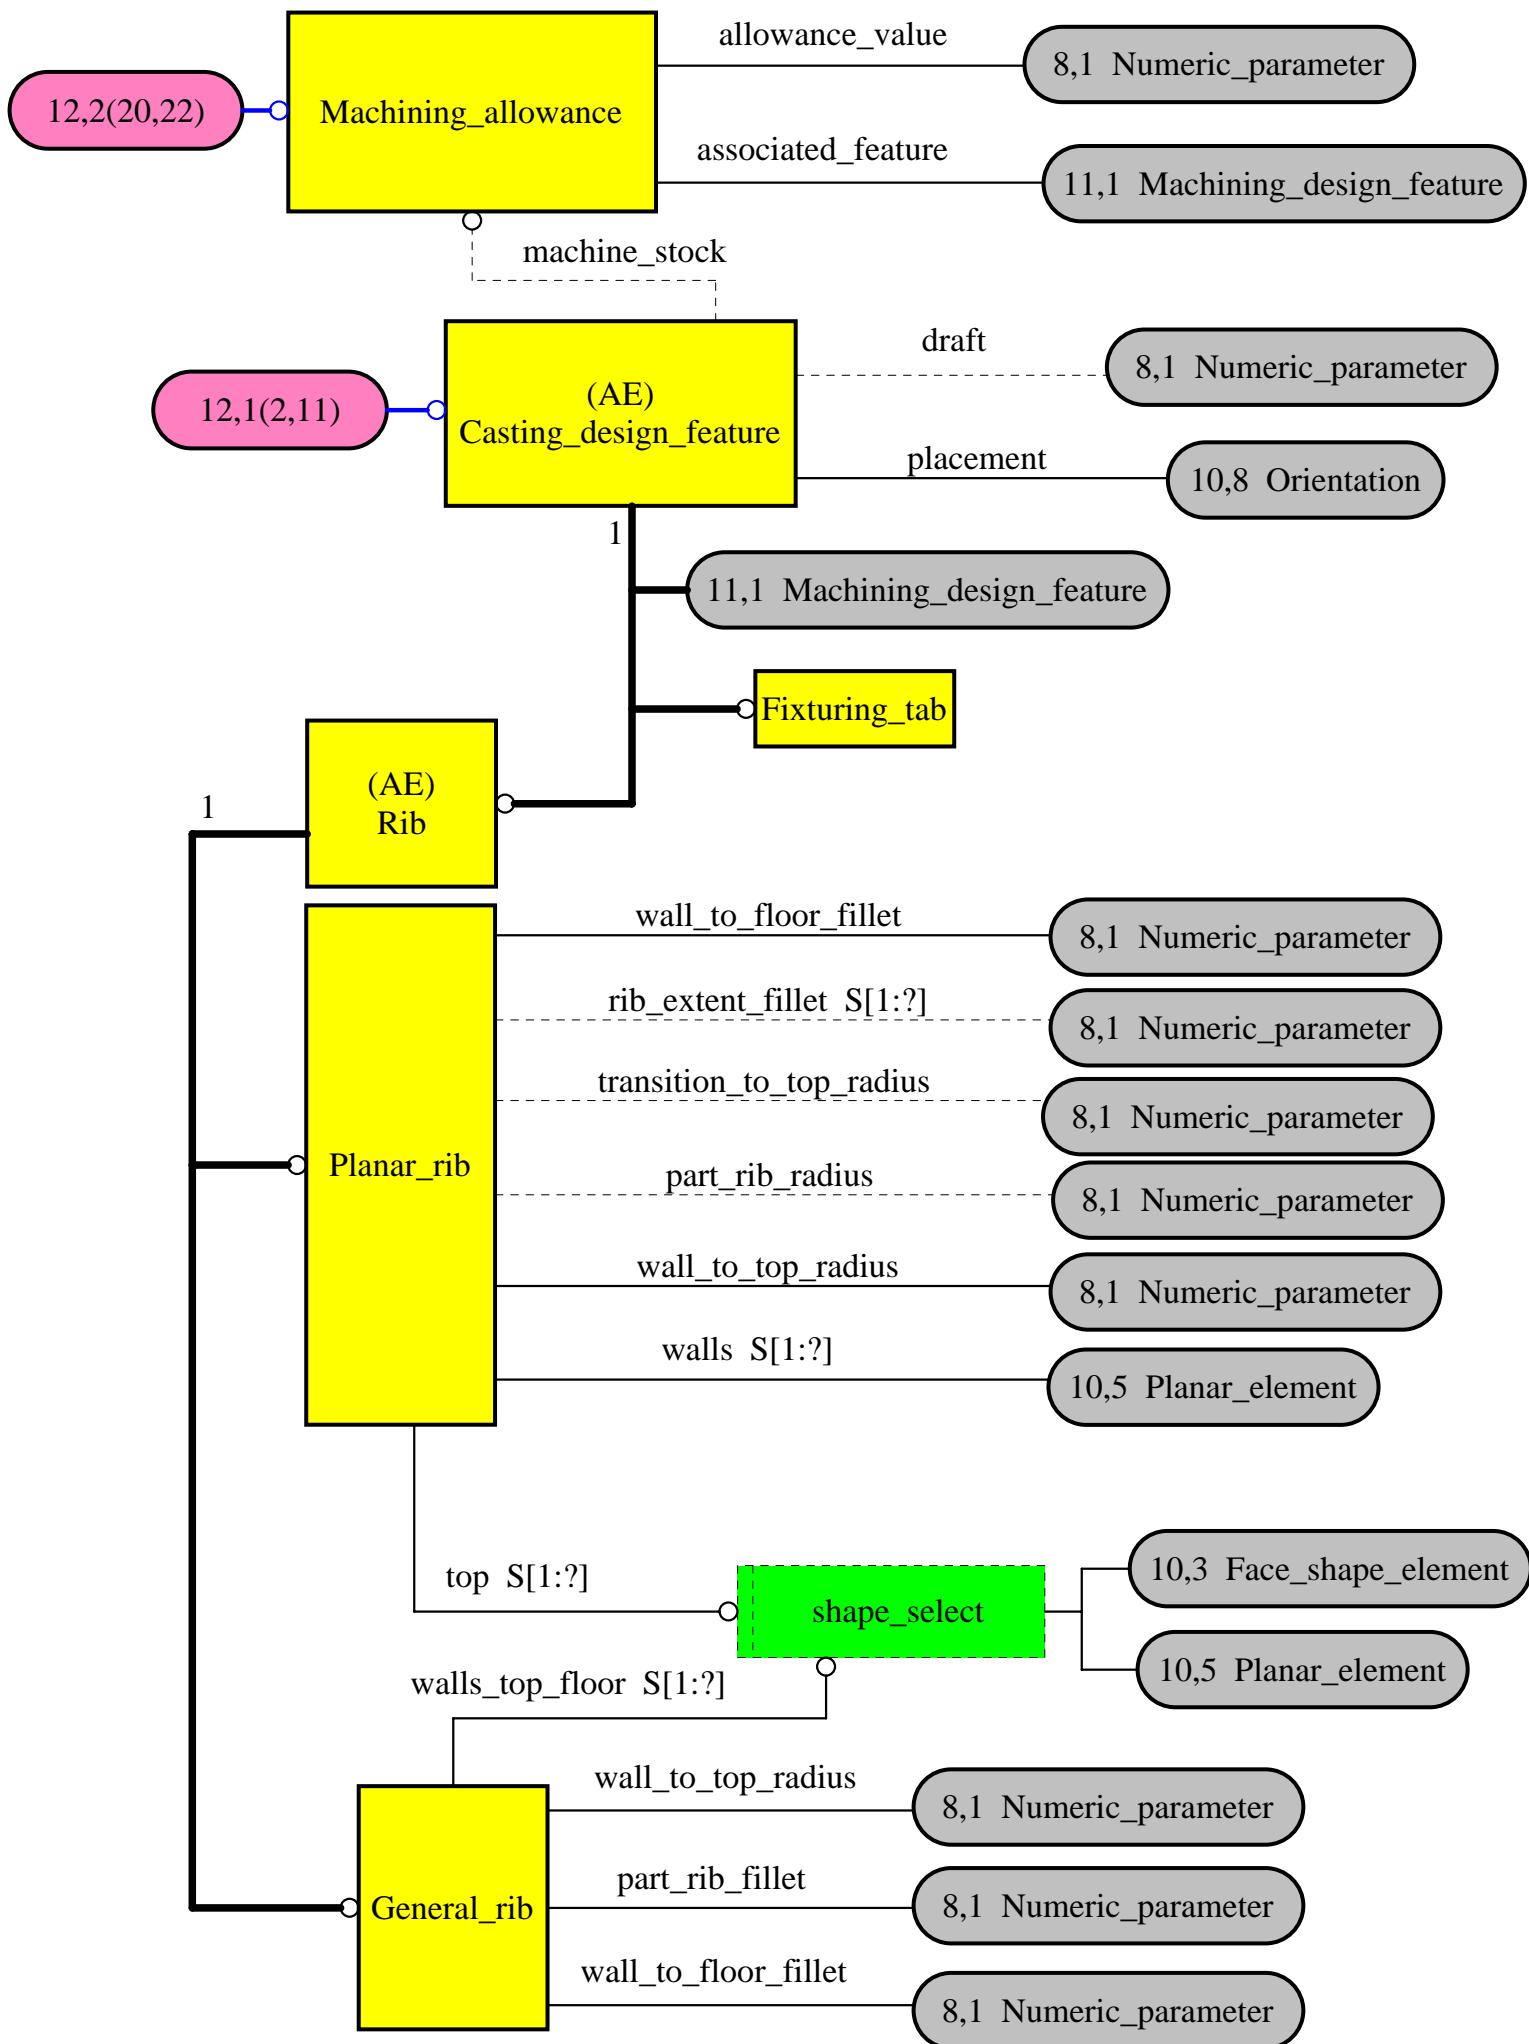 allowance_value
8,1 Numeric_parameter
12,2(20,22)
Machining_allowance
associated_feature
11,1 Machining_design_feature
machine_stock
draft
8,1 Numeric_parameter
12,1(2,11)
(AE)
Casting_design_feature
placement
10,8 Orientation
1
11,1 Machining_design_feature
Fixturing_tab
(AE)
Rib
1
wall_to_floor_fillet
8,1 Numeric_parameter
rib_extent_fillet S[1:?]
8,1 Numeric_parameter
transition_to_top_radius
8,1 Numeric_parameter
Planar_rib
part_rib_radius
8,1 Numeric_parameter
wall_to_top_radius
8,1 Numeric_parameter
walls S[1:?]
10,5 Planar_element
top S[1:?]
shape_select
10,3 Face_shape_element
10,5 Planar_element
walls_top_floor S[1:?]
wall_to_top_radius
8,1 Numeric_parameter
part_rib_fillet
8,1 Numeric_parameter
General_rib
wall_to_floor_fillet
8,1 Numeric_parameter